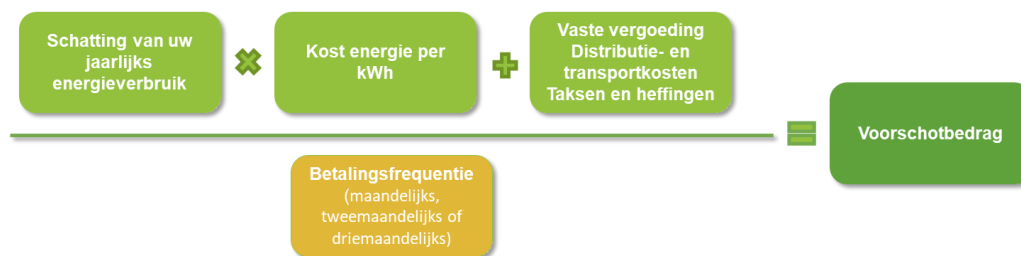 Schatting van uw
jaarlijks
energieverbruik
Kost energie per
kWh
Vaste vergoeding
Distributie- en
transportkosten
Taksen en heffingen
Voorschotbedrag
Betalingsfrequentie
(maandelijks,
tweemaandelijks of
driemaandelijks)